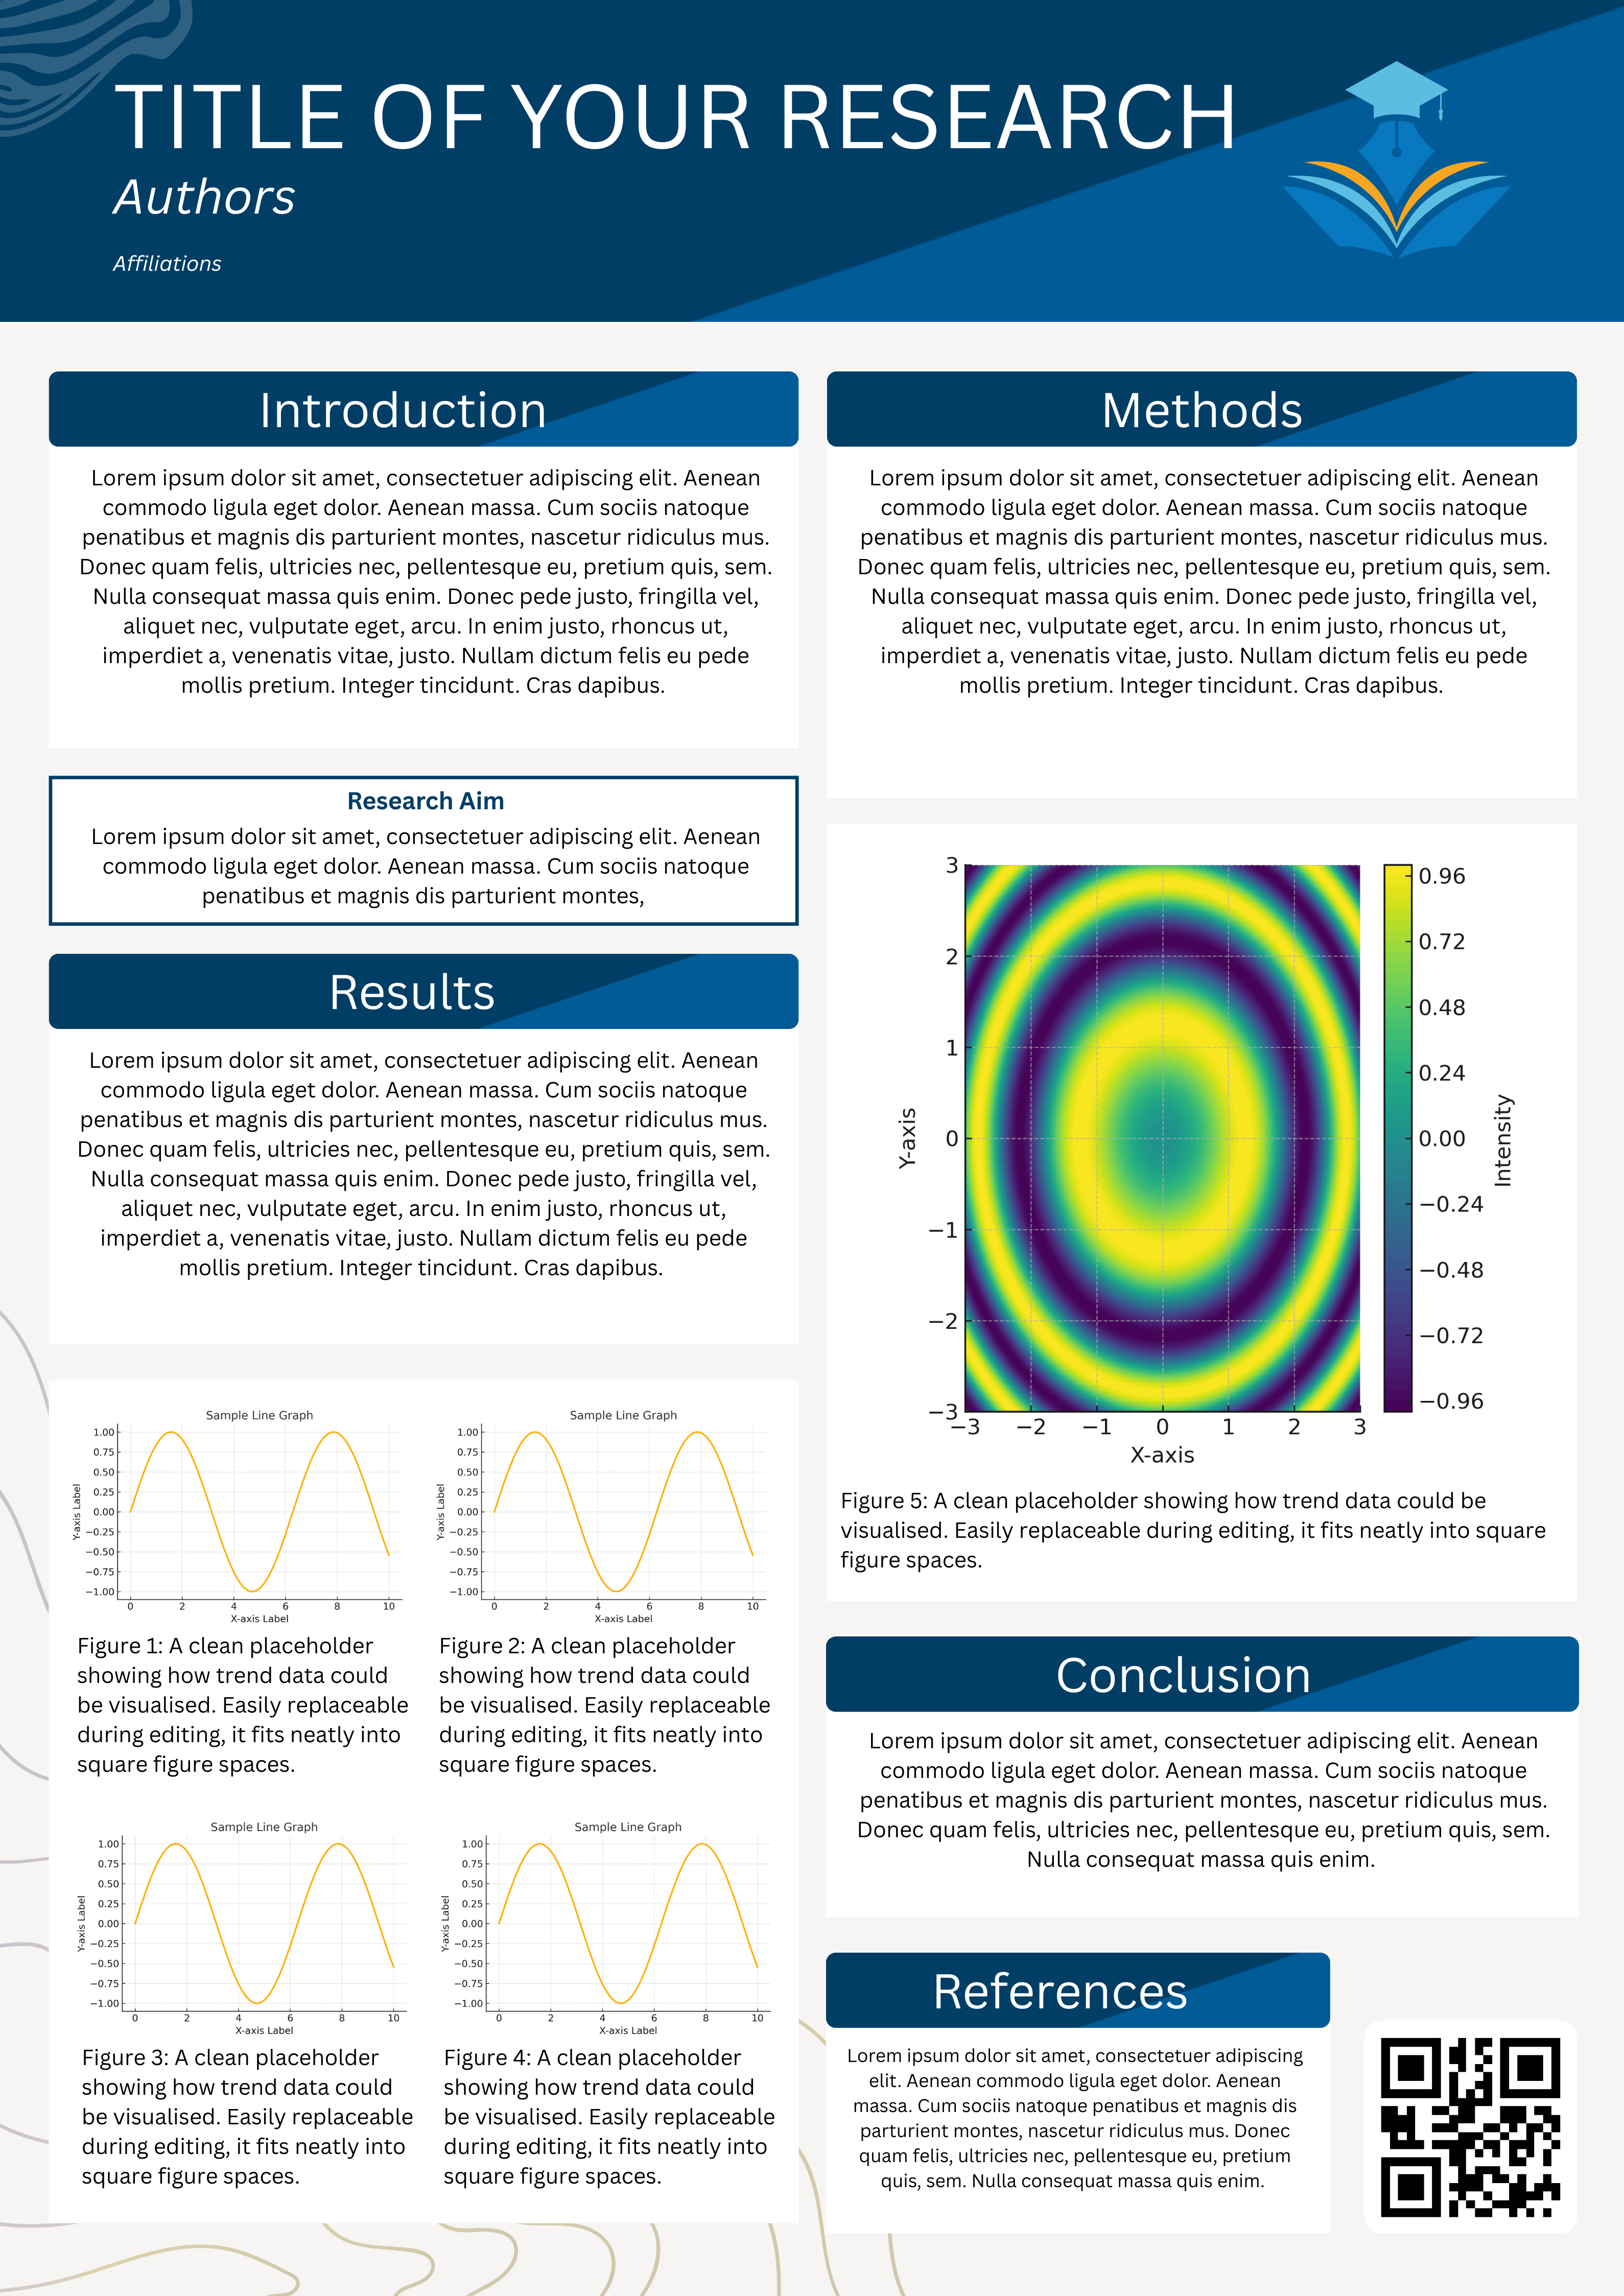 TITLE OF YOUR RESEARCH
Authors
Affiliations
Introduction
Lorem ipsum dolor sit amet, consectetuer adipiscing elit. Aenean
commodo ligula eget dolor. Aenean massa. Cum sociis natoque
penatibus et magnis dis parturient montes, nascetur ridiculus mus.
Donec quam felis, ultricies nec, pellentesque eu, pretium quis, sem.
Nulla consequat massa quis enim. Donec pede justo, fringilla vel,
aliquet nec, vulputate eget, arcu. In enim justo, rhoncus ut,
imperdiet a, venenatis vitae, justo. Nullam dictum felis eu pede
mollis pretium. Integer tincidunt. Cras dapibus.
Research Aim
Lorem ipsum dolor sit amet, consectetuer adipiscing elit. Aenean
commodo ligula eget dolor. Aenean massa. Cum sociis natoque
penatibus et magnis dis parturient montes,
Results
Lorem ipsum dolor sit amet, consectetuer adipiscing elit. Aenean
commodo ligula eget dolor. Aenean massa. Cum sociis natoque
penatibus et magnis dis parturient montes, nascetur ridiculus mus.
Donec quam felis, ultricies nec, pellentesque eu, pretium quis, sem.
Nulla consequat massa quis enim. Donec pede justo, fringilla vel,
aliquet nec, vulputate eget, arcu. In enim justo, rhoncus ut,
imperdiet a, venenatis vitae, justo. Nullam dictum felis eu pede
mollis pretium. Integer tincidunt. Cras dapibus.
Sample Line Graph
1.00
0.75
0.50
0.25
0.00
−0.25
−0.50
−0.75
−1.00
Y-axis Label
0 2 4 6 8 10
X-axis Label
Figure 1: A clean placeholder
showing how trend data could
be visualised. Easily replaceable
during editing, it fits neatly into
square figure spaces.
Sample Line Graph
1.00
0.75
0.50
0.25
0.00
−0.25
−0.50
−0.75
−1.00
Y-axis Label
0 2 4 6 8 10
X-axis Label
Figure 2: A clean placeholder
showing how trend data could
be visualised. Easily replaceable
during editing, it fits neatly into
square figure spaces.
Sample Line Graph
1.00
0.75
0.50
0.25
0.00
−0.25
−0.50
−0.75
−1.00
Y-axis Label
0 2 4 6 8 10
X-axis Label
Figure 3: A clean placeholder
showing how trend data could
be visualised. Easily replaceable
during editing, it fits neatly into
square figure spaces.
Sample Line Graph
1.00
0.75
0.50
0.25
0.00
−0.25
−0.50
−0.75
−1.00
Y-axis Label
0 2 4 6 8 10
X-axis Label
Figure 4: A clean placeholder
showing how trend data could
be visualised. Easily replaceable
during editing, it fits neatly into
square figure spaces.
Methods
Lorem ipsum dolor sit amet, consectetuer adipiscing elit. Aenean
commodo ligula eget dolor. Aenean massa. Cum sociis natoque
penatibus et magnis dis parturient montes, nascetur ridiculus mus.
Donec quam felis, ultricies nec, pellentesque eu, pretium quis, sem.
Nulla consequat massa quis enim. Donec pede justo, fringilla vel,
aliquet nec, vulputate eget, arcu. In enim justo, rhoncus ut,
imperdiet a, venenatis vitae, justo. Nullam dictum felis eu pede
mollis pretium. Integer tincidunt. Cras dapibus.
3
2
1
0
−1
−2
−3
Y-axis
−3 −2 −1 0 1 2 3
X-axis
0.96
0.72
0.48
0.24
0.00
−0.24
−0.48
−0.72
−0.96
Intensity
Figure 5: A clean placeholder showing how trend data could be
visualised. Easily replaceable during editing, it fits neatly into square
figure spaces.
Conclusion
Lorem ipsum dolor sit amet, consectetuer adipiscing elit. Aenean
commodo ligula eget dolor. Aenean massa. Cum sociis natoque
penatibus et magnis dis parturient montes, nascetur ridiculus mus.
Donec quam felis, ultricies nec, pellentesque eu, pretium quis, sem.
Nulla consequat massa quis enim.
References
Lorem ipsum dolor sit amet, consectetuer adipiscing
elit. Aenean commodo ligula eget dolor. Aenean
massa. Cum sociis natoque penatibus et magnis dis
parturient montes, nascetur ridiculus mus. Donec
quam felis, ultricies nec, pellentesque eu, pretium
quis, sem. Nulla consequat massa quis enim.